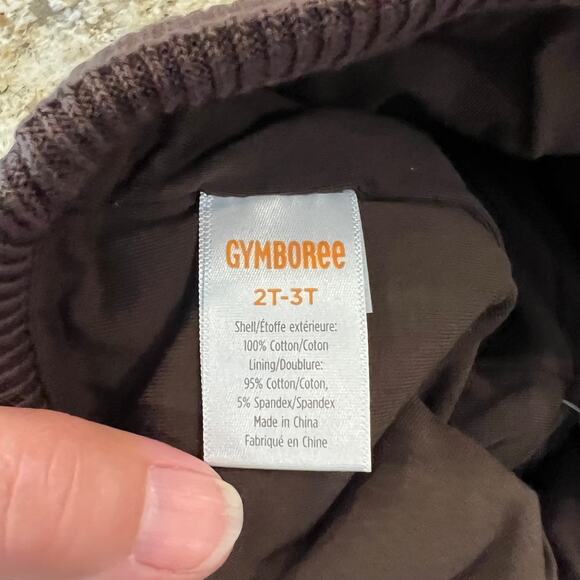 GYMBOREE
2T-3T
Shell/Étoffe extérieure:
100% Cotton/Coton
Lining/Doublure:
95% Cotton/Coton,
5% Spandex/Spandex
Made in China
Fabriqué en Chine